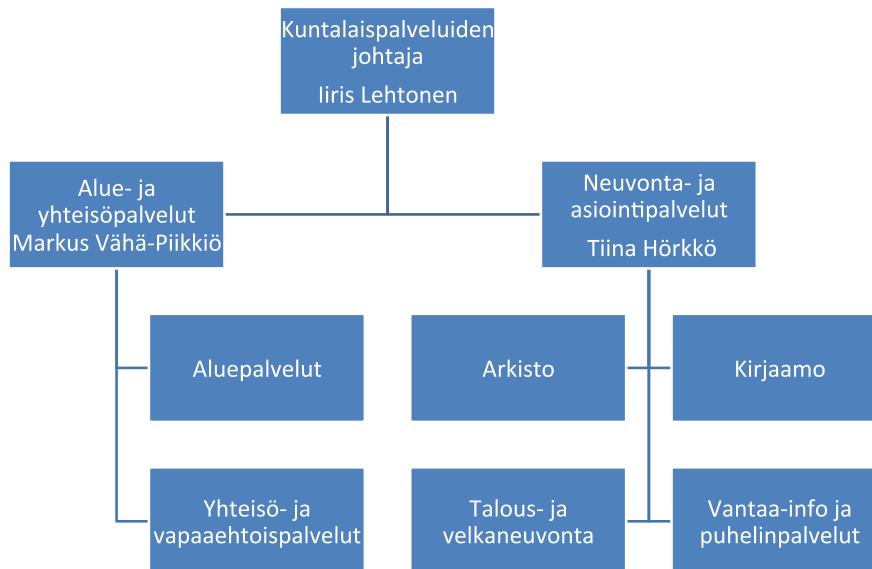 Kuntalaispalveluiden
johtaja
Iiris Lehtonen
Alue- ja
yhteisöpalvelut
Markus Vähä-Piikkiö
Neuvonta- ja
asiointipalvelut
Tiina Hörkkö
Aluepalvelut
Arkisto
Kirjaamo
Yhteisö- ja
vapaaehtoispalvelut
Talous- ja
velkaneuvonta
Vantaa-info ja
puhelinpalvelut